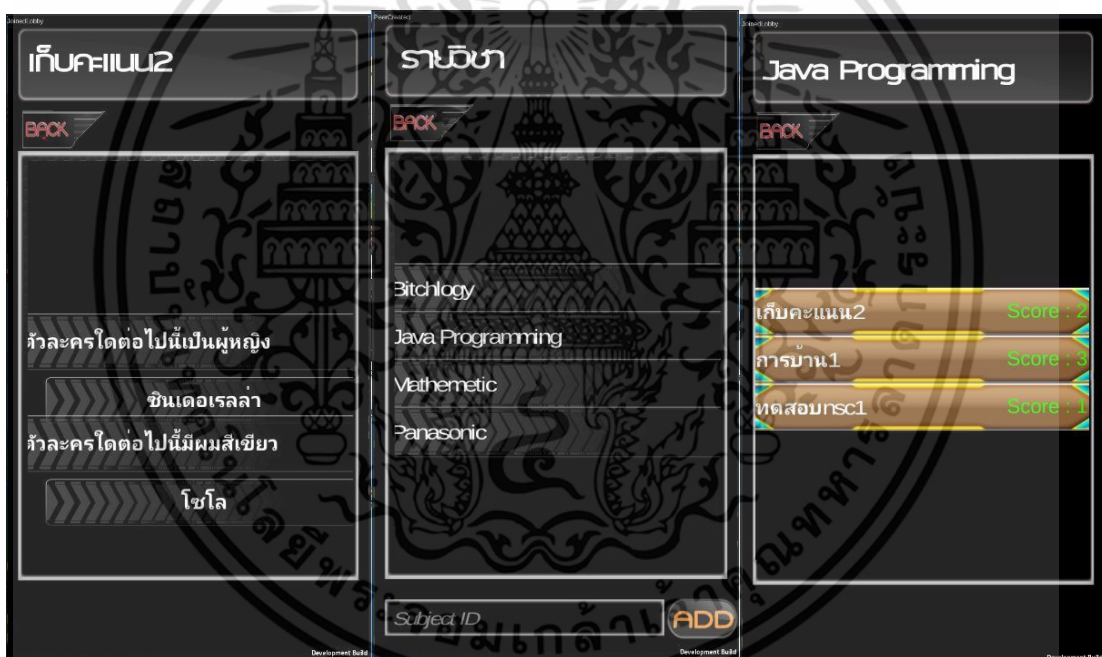 JoinedLobby
เก็บคะแนน2
BACK
ตัวละครใดต่อไปนี้เป็นผู้หญิง
ซินเดอเรลล่า
ตัวละครใดต่อไปนี้มีผมสีเขียว
โซโล
Development Build
PeerCreated
รายวิชา
BACK
Bitchlogy
Java Programming
Mathemetic
Panasonic
Subject ID
ADD
Development Build
JoinedLobby
Java Programming
BACK
เก็บคะแนน2 Score : 2
การบ้าน1 Score : 3
ทดสอบnsc1 Score : 1
Development Build